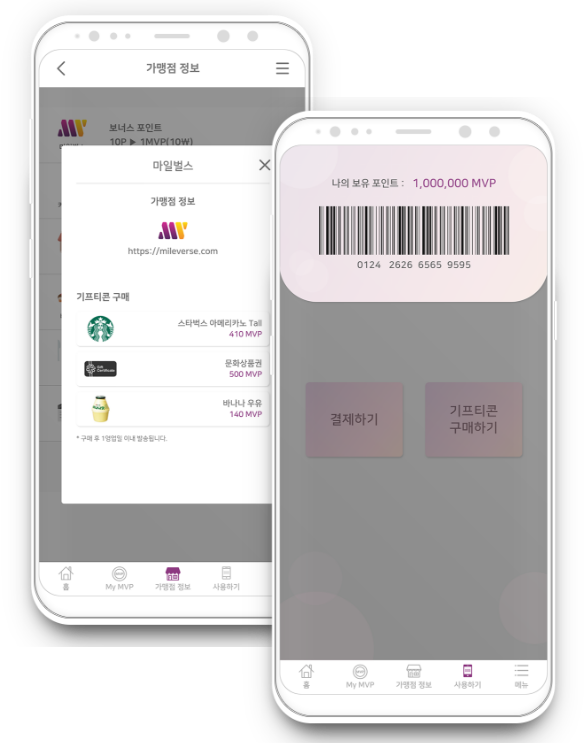 가맹점 정보
보너스 포인트
10P ▶ 1MVP(10₩)
마일벌스
가맹점 정보
https://mileverse.com
기프티콘 구매
스타벅스 아메리카노 Tall
410 MVP
문화상품권
500 MVP
바나나 우유
140 MVP
* 구매 후 1영업일 이내 발송됩니다.
홈
My MVP
가맹점 정보
사용하기
나의 보유 포인트 : 1,000,000 MVP
0124 2626 6565 9595
결제하기
기프티콘
구매하기
홈
My MVP
가맹점 정보
사용하기
메뉴